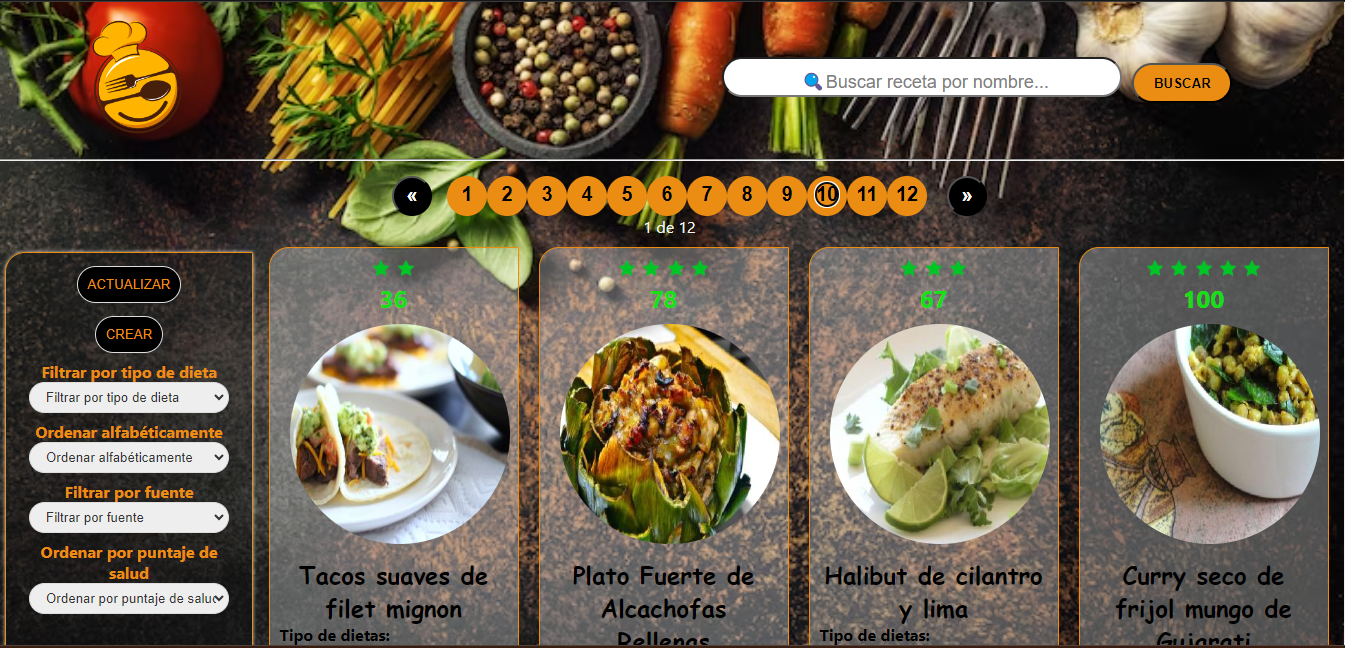 🔍Buscar receta por nombre...
BUSCAR
« 1 2 3 4 5 6 7 8 9 10 11 12 »
1 de 12
ACTUALIZAR
CREAR
Filtrar por tipo de dieta
Filtrar por tipo de dieta
Ordenar alfabéticamente
Ordenar alfabéticamente
Filtrar por fuente
Filtrar por fuente
Ordenar por puntaje de
salud
Ordenar por puntaje de saluc
36
Tacos suaves de
filet mignon
Tipo de dietas:
78
Plato Fuerte de
Alcachofas
Rellenas
67
Halibut de cilantro
y lima
Tipo de dietas:
100
Curry seco de
frijol mungo de
Gujarati